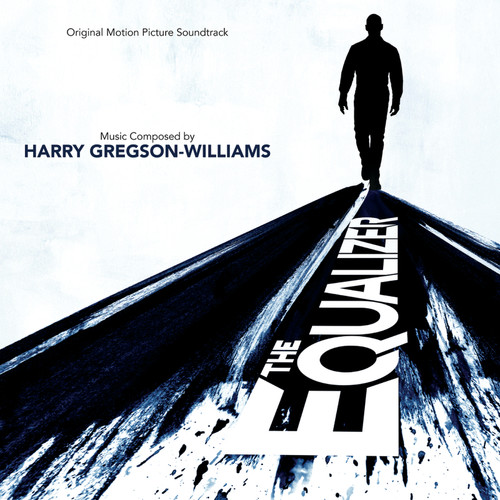 Original Motion Picture Soundtrack
Music Composed by
HARRY GREGSON-WILLIAMS
THE
EQUALIZER